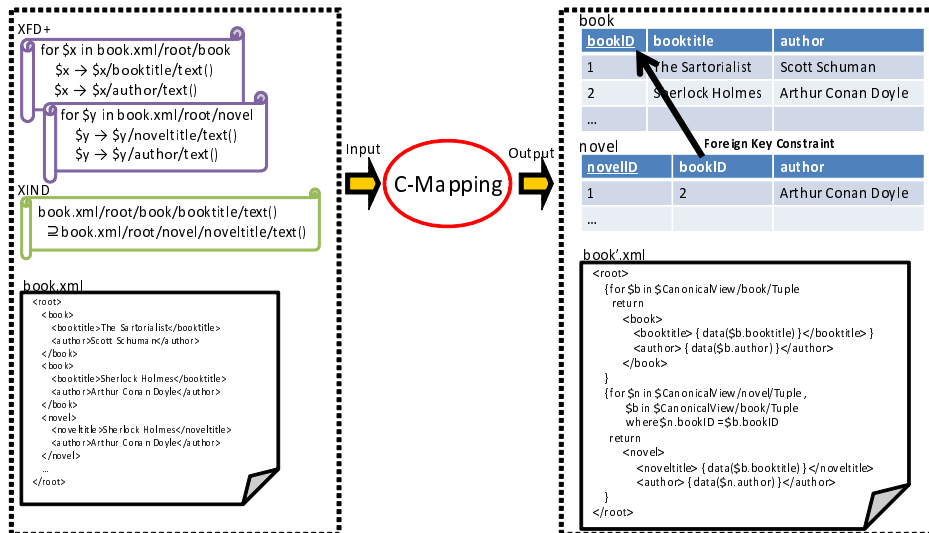 XFD+
for $x in book.xml/root/book
$x → $x/booktitle/text()
$x → $x/author/text()
for $y in book.xml/root/novel
$y → $y/noveltitle/text()
$y → $y/author/text()
XIND
book.xml/root/book/booktitle/text()
⊇book.xml/root/novel/noveltitle/text()
book.xml
<root>
<book>
<booktitle>The Sartorialist</booktitle>
<author>Scott Schuman</author>
</book>
<book>
<booktitle>Sherlock Holmes</booktitle>
<author>Arthur Conan Doyle</author>
</book>
<novel>
<noveltitle>Sherlock Holmes</noveltitle>
<author>Arthur Conan Doyle</author>
</novel>
...
</root>
Input
C-Mapping
Output
book
bookID booktitle author
1 The Sartorialist Scott Schuman
2 Sherlock Holmes Arthur Conan Doyle
...
Foreign Key Constraint
novel
novelID bookID author
1 2 Arthur Conan Doyle
...
book’.xml
<root>
{for $b in $CanonicalView/book/Tuple
return
<book>
<booktitle> { data($b.booktitle) }</booktitle> }
<author> { data($b.author) }</author>
</book>
}
{for $n in $CanonicalView/novel/Tuple ,
$b in $CanonicalView/book/Tuple
where $n.bookID = $b.bookID
return
<novel>
<noveltitle> { data($b.booktitle) } </noveltitle>
<author> { data($n.author) }</author>
}
</root>